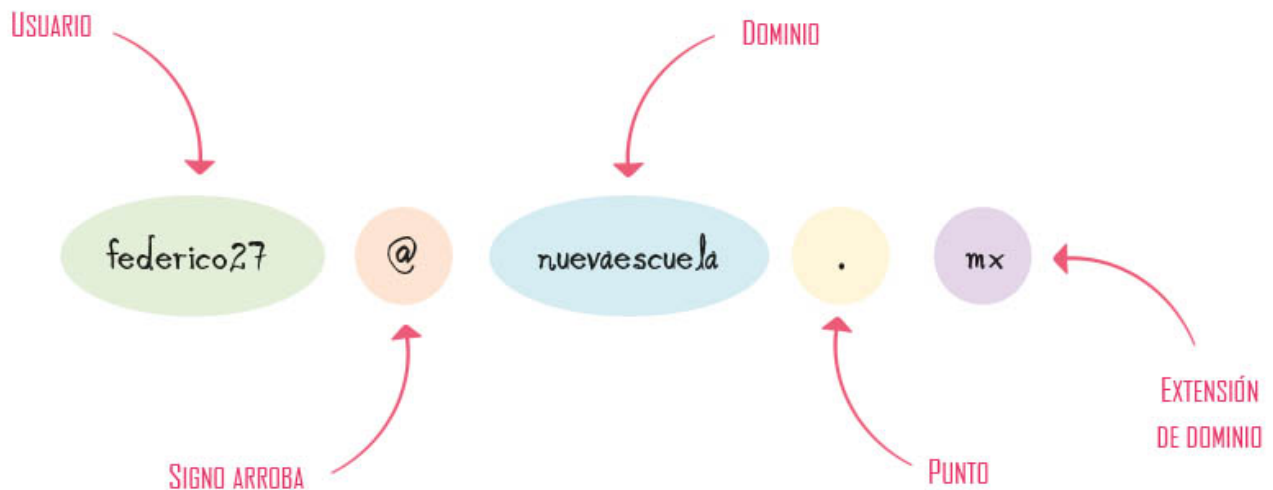 USUARIO
DOMINIO
federico27 @ nuevaescuela . mx
EXTENSIÓN
DE DOMINIO
SIGNO ARROBA
PUNTO